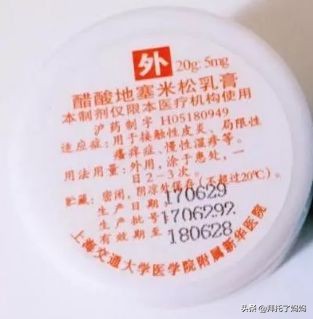 外
20g:5mg
醋酸地塞米松乳膏
本制剂仅限本医疗机构使用
沪药制字 H05180949
适应症：用于接触性皮炎、局限性
瘙痒症、慢性湿疹等。
用法用量：外用，涂于患处，一
日2-3次。
贮藏：密闭，阴凉处保存(不超过20℃)。
生产日期 170629
生产批号 1706292
有效期至 180628
上海交通大学医学院附属新华医院
头条 @拜托了妈妈